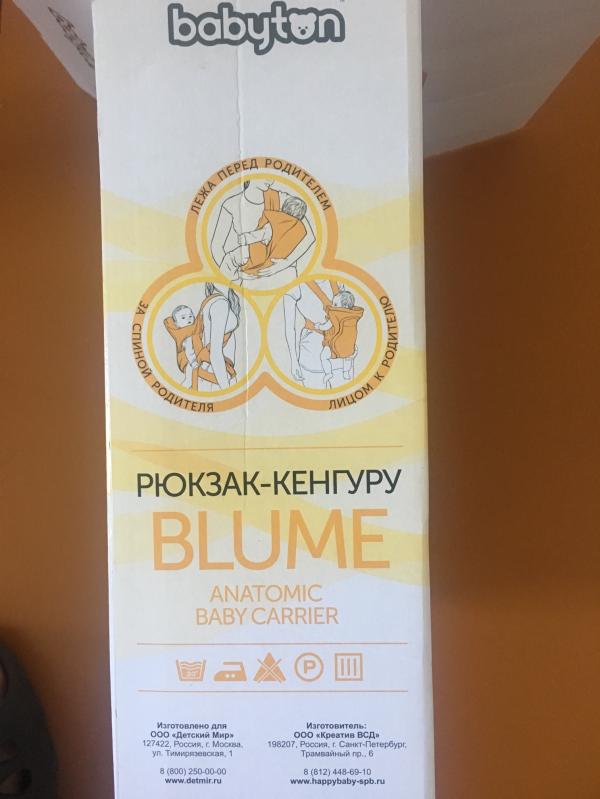 babyton
ЛЕЖА ПЕРЕД РОДИТЕЛЕМ
ЗА СПИНОЙ РОДИТЕЛЯ
ЛИЦОМ К РОДИТЕЛЮ
РЮКЗАК-КЕНГУРУ
BLUME
ANATOMIC
BABY CARRIER
30°
P
Изготовлено для
ООО «Детский Мир»
127422, Россия, г. Москва,
ул. Тимирязевская, 1
8 (800) 250-00-00
www.detmir.ru
Изготовитель:
ООО «Креатив ВСД»
198207, Россия, г. Санкт-Петербург,
Трамвайный пр., 6
8 (812) 448-69-10
www.happybaby-spb.ru